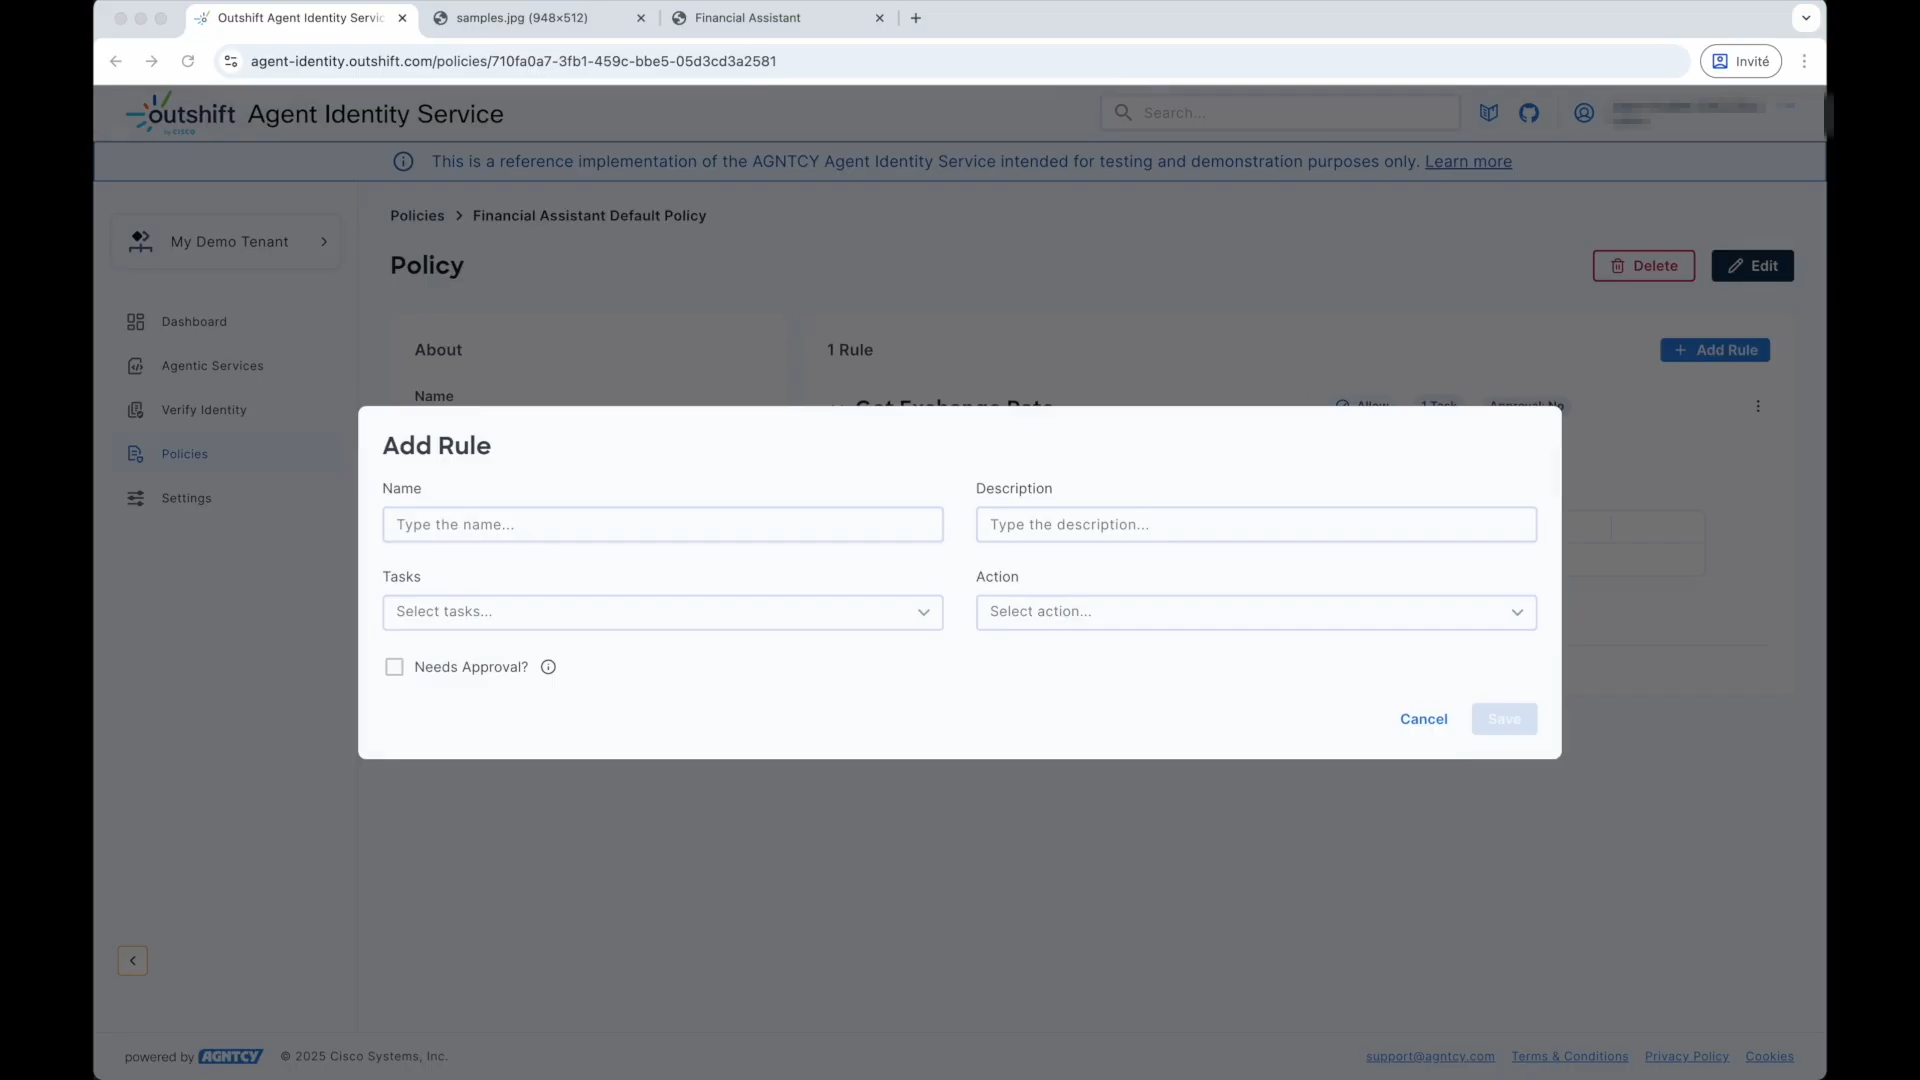 Outshift Agent Identity Servic
samples.jpg (948×512)
Financial Assistant
agent-identity.outshift.com/policies/710fa0a7-3fb1-459c-bbe5-05d3cd3a2581
Invité
outshift
by CISCO
Agent Identity Service
Search...
This is a reference implementation of the AGNTCY Agent Identity Service intended for testing and demonstration purposes only. Learn more
My Demo Tenant
Dashboard
Agentic Services
Verify Identity
Policies
Settings
Policies > Financial Assistant Default Policy
Policy
Delete
Edit
About
Name
1 Rule
+ Add Rule
Get Exchange Rate
Allow
1 Task
Approval: No
Add Rule
Name
Type the name...
Description
Type the description...
Tasks
Select tasks...
Action
Select action...
Needs Approval?
Cancel
Save
powered by AGNTCY
© 2025 Cisco Systems, Inc.
support@agntcy.com
Terms & Conditions
Privacy Policy
Cookies